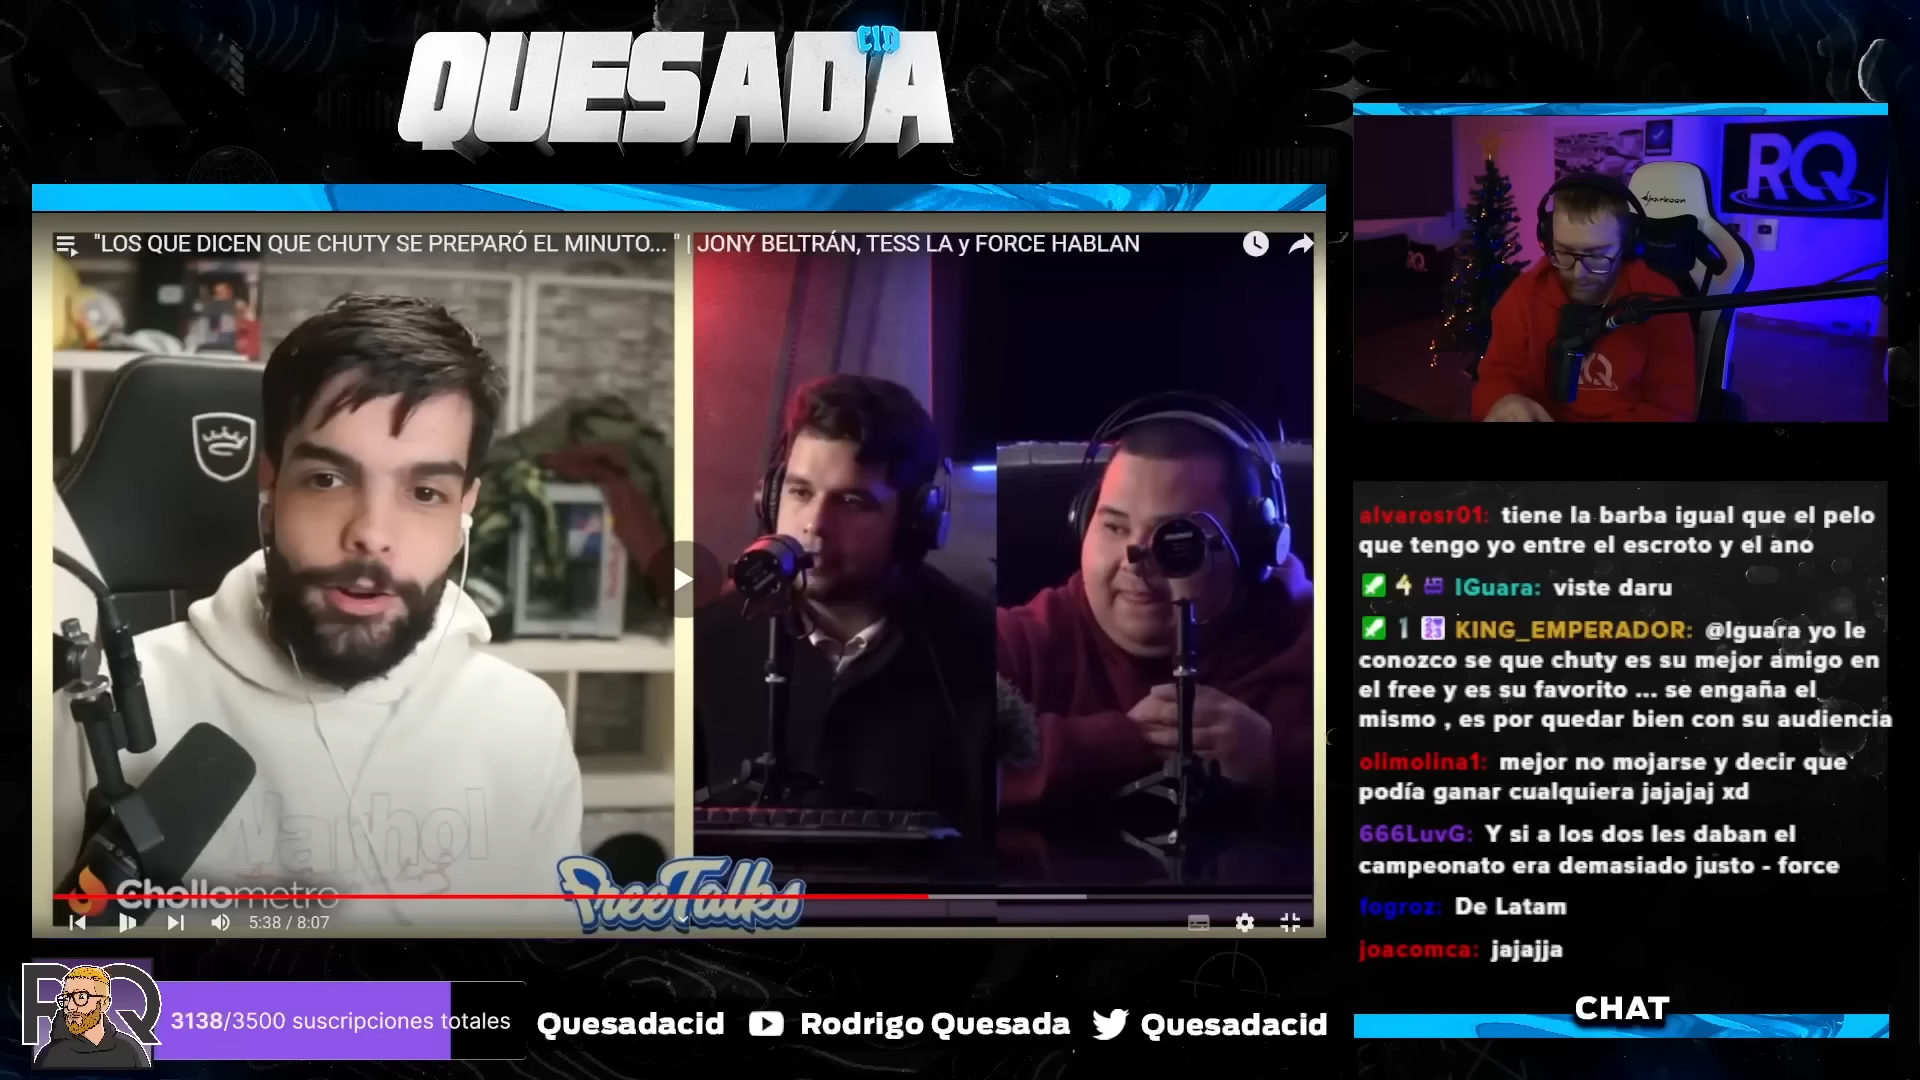 QUESADA
CID
"LOS QUE DICEN QUE CHUTY SE PREPARÓ EL MINUTO... " | JONY BELTRÁN, TESS LA y FORCE HABLAN
RQ
RQ
Warhol
Chollometro
FreeTalks
5:38 / 8:07
alvarosr01: tiene la barba igual que el pelo
que tengo yo entre el escroto y el ano
4 IGuara: viste daru
1 KING_EMPERADOR: @Iguara yo le
conozco se que chuty es su mejor amigo en
el free y es su favorito ... se engaña el
mismo , es por quedar bien con su audiencia
olimolina1: mejor no mojarse y decir que
podía ganar cualquiera jajajaj xd
666LuvG: Y si a los dos les daban el
campeonato era demasiado justo - force
fogroz: De Latam
joacomca: jajajja
CHAT
RQ
3138/3500 suscripciones totales
Quesadacid
Rodrigo Quesada
Quesadacid